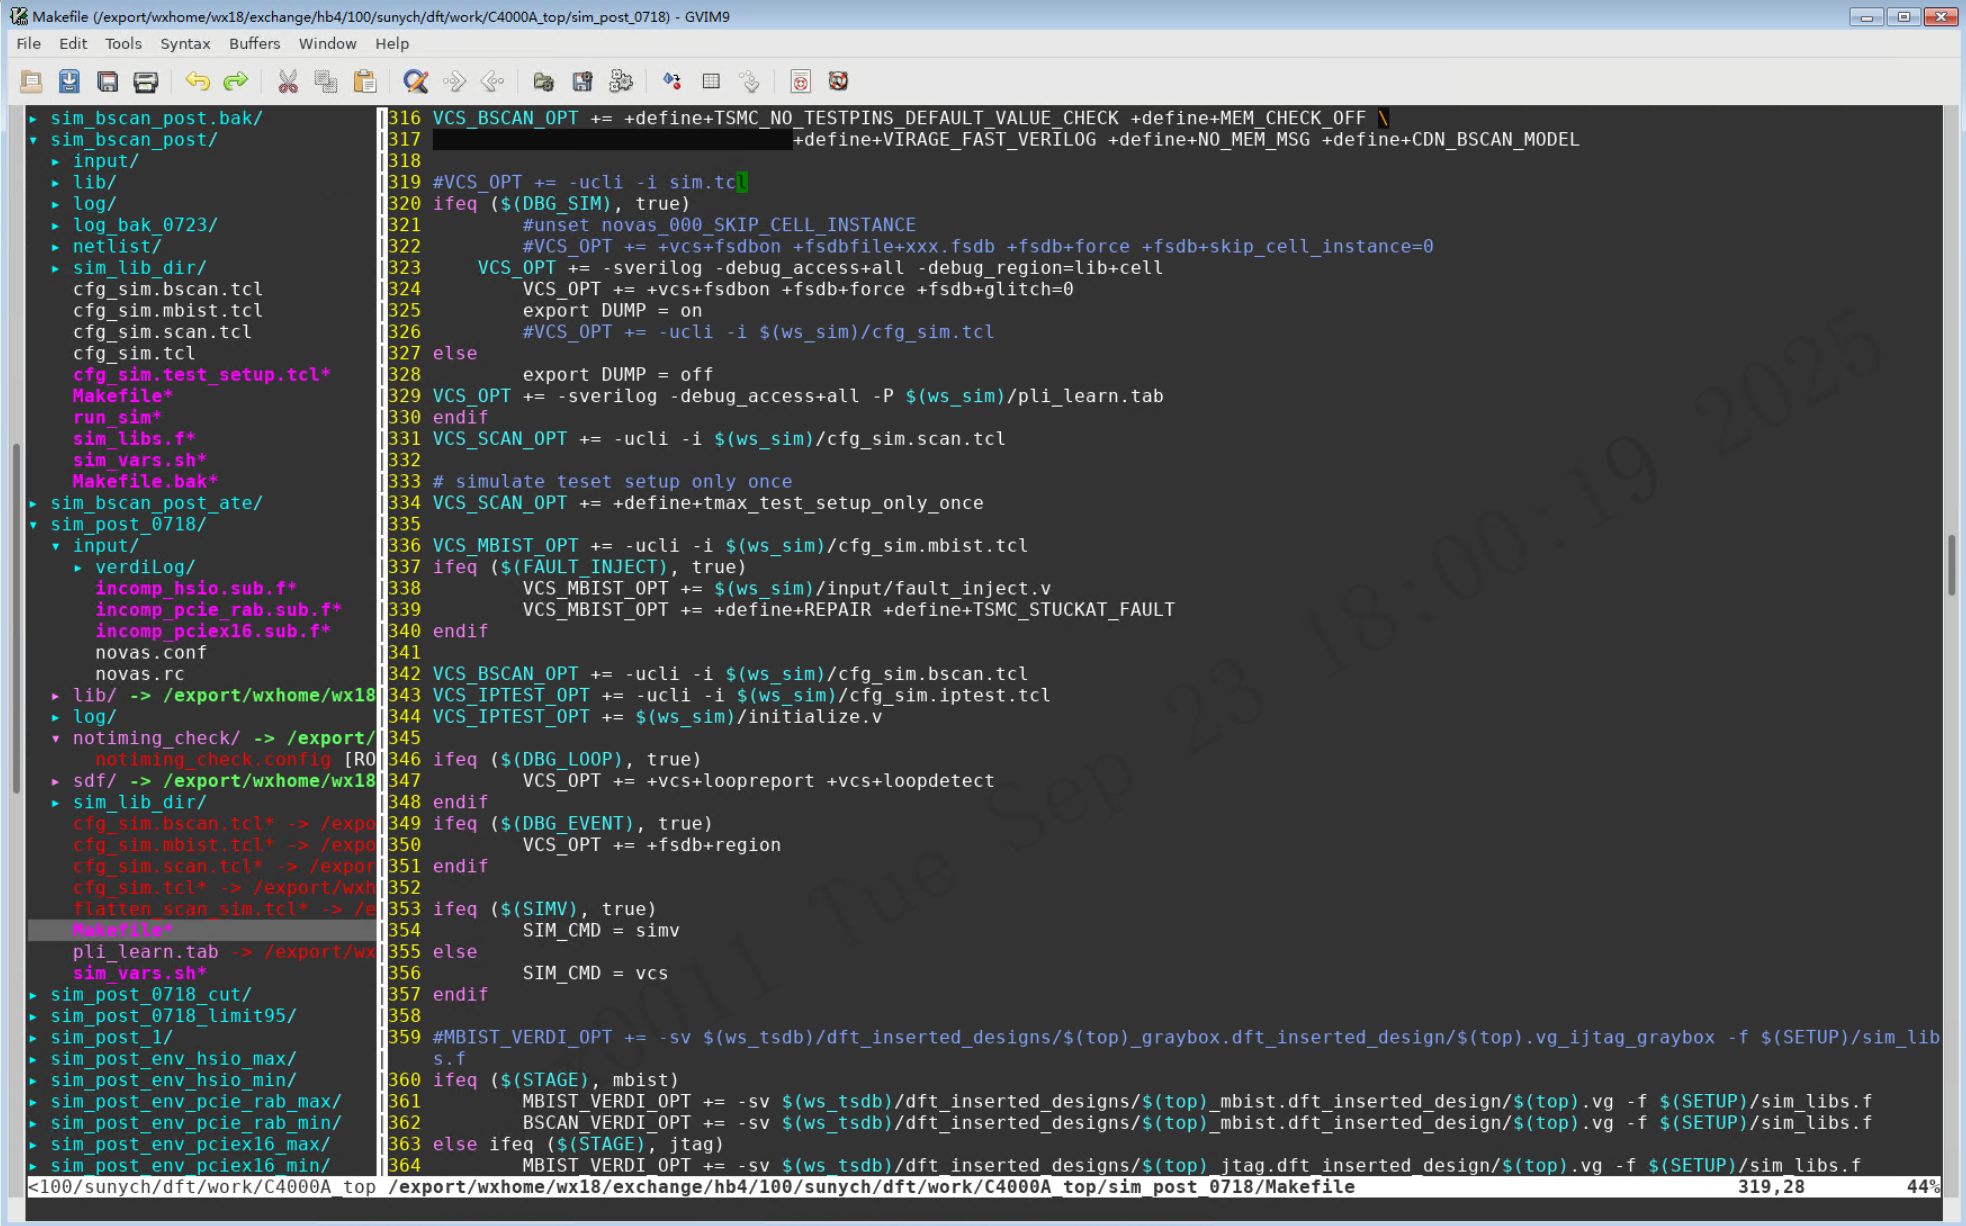 Makefile (/export/wxhome/wx18/exchange/hb4/100/sunych/dft/work/C4000A_top/sim_post_0718) - GVIM9
File Edit Tools Syntax Buffers Window Help
▸ sim_bscan_post.bak/
▾ sim_bscan_post/
▸ input/
▸ lib/
▸ log/
▸ log_bak_0723/
▸ netlist/
▸ sim_lib_dir/
cfg_sim.bscan.tcl
cfg_sim.mbist.tcl
cfg_sim.scan.tcl
cfg_sim.tcl
cfg_sim.test_setup.tcl*
Makefile*
run_sim*
sim_libs.f*
sim_vars.sh*
Makefile.bak*
▸ sim_bscan_post_ate/
▾ sim_post_0718/
▾ input/
▸ verdiLog/
incomp_hsio.sub.f*
incomp_pcie_rab.sub.f*
incomp_pciex16.sub.f*
novas.conf
novas.rc
▸ lib/ -> /export/wxhome/wx18
▸ log/
▾ notiming_check/ -> /export/
notiming_check.config [RO
▸ sdf/ -> /export/wxhome/wx18
▸ sim_lib_dir/
cfg_sim.bscan.tcl* -> /expo
cfg_sim.mbist.tcl* -> /expo
cfg_sim.scan.tcl* -> /expor
cfg_sim.tcl* -> /export/wxh
flatten_scan_sim.tcl* -> /e
Makefile*
pli_learn.tab -> /export/wx
sim_vars.sh*
▸ sim_post_0718_cut/
▸ sim_post_0718_limit95/
▸ sim_post_1/
▸ sim_post_env_hsio_max/
▸ sim_post_env_hsio_min/
▸ sim_post_env_pcie_rab_max/
▸ sim_post_env_pcie_rab_min/
▸ sim_post_env_pciex16_max/
▸ sim_post_env_pciex16_min/
316 VCS_BSCAN_OPT += +define+TSMC_NO_TESTPINS_DEFAULT_VALUE_CHECK +define+MEM_CHECK_OFF \
317 +define+VIRAGE_FAST_VERILOG +define+NO_MEM_MSG +define+CDN_BSCAN_MODEL
318
319 #VCS_OPT += -ucli -i sim.tcl
320 ifeq ($(DBG_SIM), true)
321 #unset novas_000_SKIP_CELL_INSTANCE
322 #VCS_OPT += +vcs+fsdbon +fsdbfile+xxx.fsdb +fsdb+force +fsdb+skip_cell_instance=0
323 VCS_OPT += -sverilog -debug_access+all -debug_region=lib+cell
324 VCS_OPT += +vcs+fsdbon +fsdb+force +fsdb+glitch=0
325 export DUMP = on
326 #VCS_OPT += -ucli -i $(ws_sim)/cfg_sim.tcl
327 else
328 export DUMP = off
329 VCS_OPT += -sverilog -debug_access+all -P $(ws_sim)/pli_learn.tab
330 endif
331 VCS_SCAN_OPT += -ucli -i $(ws_sim)/cfg_sim.scan.tcl
332
333 # simulate teset setup only once
334 VCS_SCAN_OPT += +define+tmax_test_setup_only_once
335
336 VCS_MBIST_OPT += -ucli -i $(ws_sim)/cfg_sim.mbist.tcl
337 ifeq ($(FAULT_INJECT), true)
338 VCS_MBIST_OPT += $(ws_sim)/input/fault_inject.v
339 VCS_MBIST_OPT += +define+REPAIR +define+TSMC_STUCKAT_FAULT
340 endif
341
342 VCS_BSCAN_OPT += -ucli -i $(ws_sim)/cfg_sim.bscan.tcl
343 VCS_IPTEST_OPT += -ucli -i $(ws_sim)/cfg_sim.iptest.tcl
344 VCS_IPTEST_OPT += $(ws_sim)/initialize.v
345
346 ifeq ($(DBG_LOOP), true)
347 VCS_OPT += +vcs+loopreport +vcs+loopdetect
348 endif
349 ifeq ($(DBG_EVENT), true)
350 VCS_OPT += +fsdb+region
351 endif
352
353 ifeq ($(SIMV), true)
354 SIM_CMD = simv
355 else
356 SIM_CMD = vcs
357 endif
358
359 #MBIST_VERDI_OPT += -sv $(ws_tsdb)/dft_inserted_designs/$(top)_graybox.dft_inserted_design/$(top).vg_ijtag_graybox -f $(SETUP)/sim_lib
s.f
360 ifeq ($(STAGE), mbist)
361 MBIST_VERDI_OPT += -sv $(ws_tsdb)/dft_inserted_designs/$(top)_mbist.dft_inserted_design/$(top).vg -f $(SETUP)/sim_libs.f
362 BSCAN_VERDI_OPT += -sv $(ws_tsdb)/dft_inserted_designs/$(top)_mbist.dft_inserted_design/$(top).vg -f $(SETUP)/sim_libs.f
363 else ifeq ($(STAGE), jtag)
364 MBIST_VERDI_OPT += -sv $(ws_tsdb)/dft_inserted_designs/$(top)_jtag.dft_inserted_design/$(top).vg -f $(SETUP)/sim_libs.f
<100/sunych/dft/work/C4000A_top /export/wxhome/wx18/exchange/hb4/100/sunych/dft/work/C4000A_top/sim_post_0718/Makefile 319,28 44%
Tue Sep 23 18:00:19 2025